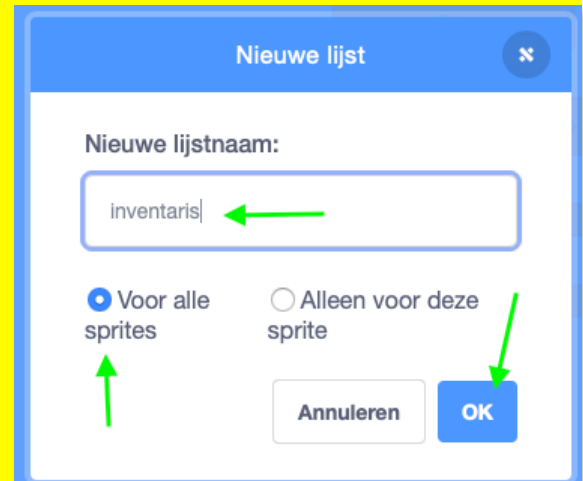 Nieuwe lijst
Nieuwe lijstnaam:
inventaris
Voor alle
sprites
Alleen voor deze
sprite
Annuleren
OK